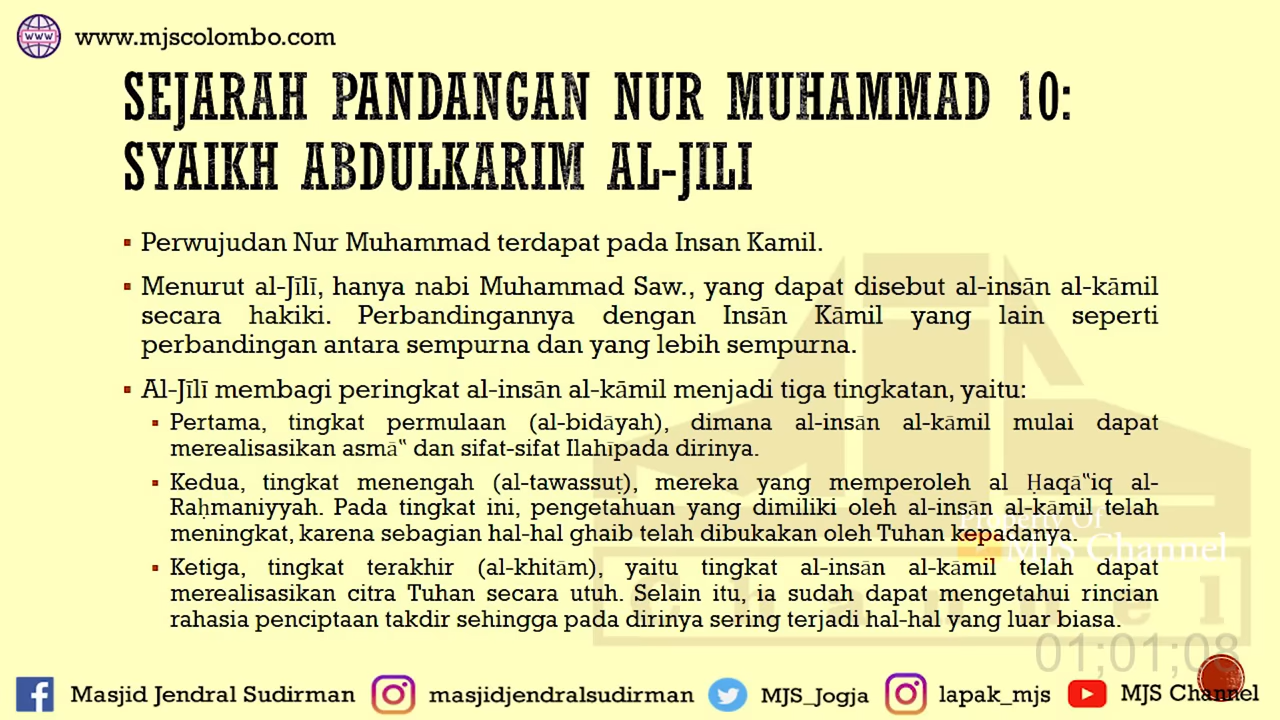 www
www.mjscolombo.com
SEJARAH PANDANGAN NUR MUHAMMAD 10:
SYAIKH ABDULKARIM AL-JILI
Perwujudan Nur Muhammad terdapat pada Insan Kamil.
Menurut al-Jīlī, hanya nabi Muhammad Saw., yang dapat disebut al-insān al-kāmil
secara hakiki. Perbandingannya dengan Insān Kāmil yang lain seperti
perbandingan antara sempurna dan yang lebih sempurna.
Al-Jīlī membagi peringkat al-insān al-kāmil menjadi tiga tingkatan, yaitu:
Pertama, tingkat permulaan (al-bidāyah), dimana al-insān al-kāmil mulai dapat
merealisasikan asmā‟ dan sifat-sifat Ilahīpada dirinya.
Kedua, tingkat menengah (al-tawassuṭ), mereka yang memperoleh al Ḥaqā‟iq al-
Raḥmaniyyah. Pada tingkat ini, pengetahuan yang dimiliki oleh al-insān al-kāmil telah
meningkat, karena sebagian hal-hal ghaib telah dibukakan oleh Tuhan kepadanya.
Property Of
MJS Channel
Ketiga, tingkat terakhir (al-khitām), yaitu tingkat al-insān al-kāmil telah dapat
merealisasikan citra Tuhan secara utuh. Selain itu, ia sudah dapat mengetahui rincian
rahasia penciptaan takdir sehingga pada dirinya sering terjadi hal-hal yang luar biasa.
Channel
01;01;08
Masjid Jendral Sudirman masjidjendralsudirman MJS_Jogja lapak_mjs MJS Channel